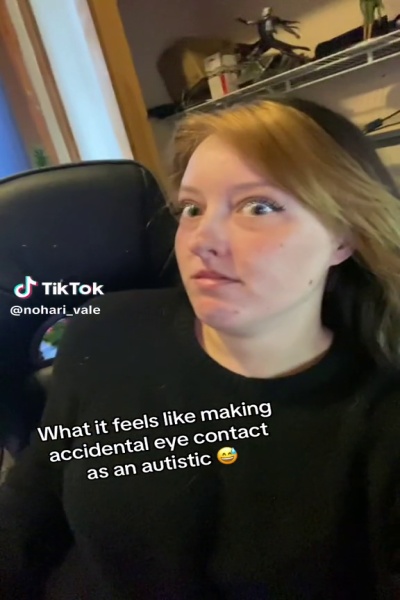 TikTok
@nohari_vale
What it feels like making
accidental eye contact
as an autistic 😅